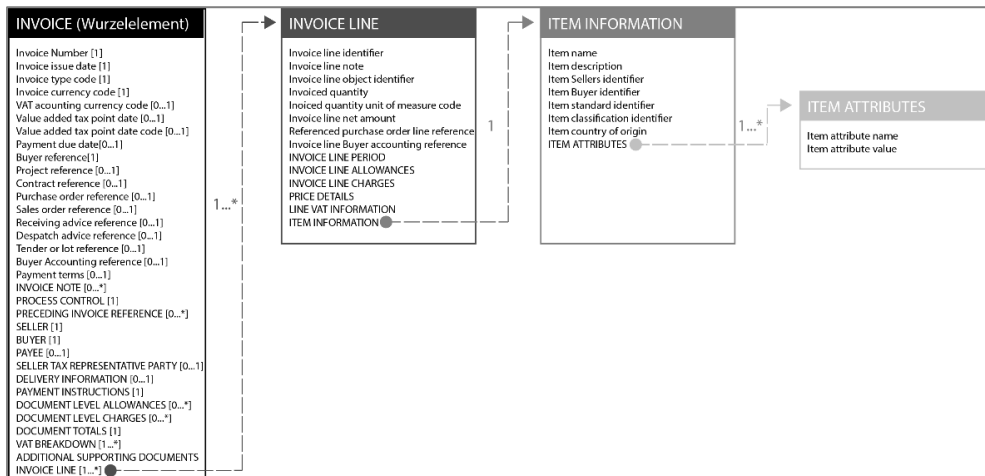 INVOICE (Wurzelelement)
Invoice Number [1]
Invoice issue date [1]
Invoice type code [1]
Invoice currency code [1]
VAT acounting currency code [0...1]
Value added tax point date [0...1]
Value added tax point date code [0...1]
Payment due date[0...1]
Buyer reference[1]
Project reference [0...1]
Contract reference [0...1]
Purchase order reference [0...1]
Sales order reference [0...1]
Receiving advice reference [0...1]
Despatch advice reference [0...1]
Tender or lot reference [0...1]
Buyer Accounting reference [0...1]
Payment terms [0...1]
INVOICE NOTE [0...*]
PROCESS CONTROL [1]
PRECEDING INVOICE REFERENCE [0...*]
SELLER [1]
BUYER [1]
PAYEE [0...1]
SELLER TAX REPRESENTATIVE PARTY [0...1]
DELIVERY INFORMATION [0...1]
PAYMENT INSTRUCTIONS [1]
DOCUMENT LEVEL ALLOWANCES [0...*]
DOCUMENT LEVEL CHARGES [0...*]
DOCUMENT TOTALS [1]
VAT BREAKDOWN [1...*]
ADDITIONAL SUPPORTING DOCUMENTS
INVOICE LINE [1...*]
1...*
INVOICE LINE
Invoice line identifier
Invoice line note
Invoice line object identifier
Invoiced quantity
Inoiced quantity unit of measure code
Invoice line net amount
Referenced purchase order line reference
Invoice line Buyer accounting reference
INVOICE LINE PERIOD
INVOICE LINE ALLOWANCES
INVOICE LINE CHARGES
PRICE DETAILS
LINE VAT INFORMATION
ITEM INFORMATION
1
ITEM INFORMATION
Item name
Item description
Item Sellers identifier
Item Buyer identifier
Item standard identifier
Item classification identifier
Item country of origin
ITEM ATTRIBUTES
1...*
ITEM ATTRIBUTES
Item attribute name
Item attribute value